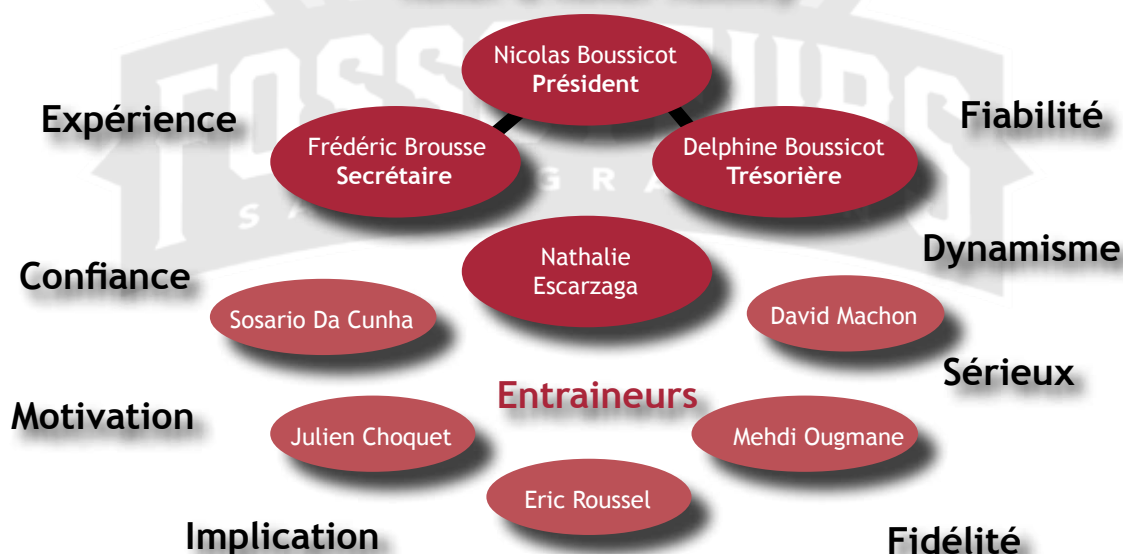 Nicolas Boussicot
Président
Expérience
Fiabilité
Frédéric Brousse
Secrétaire
Delphine Boussicot
Trésorière
Dynamisme
Nathalie
Escarzaga
Confiance
Sosario Da Cunha
David Machon
Sérieux
Entraineurs
Motivation
Julien Choquet
Mehdi Ougmane
Eric Roussel
Implication
Fidélité